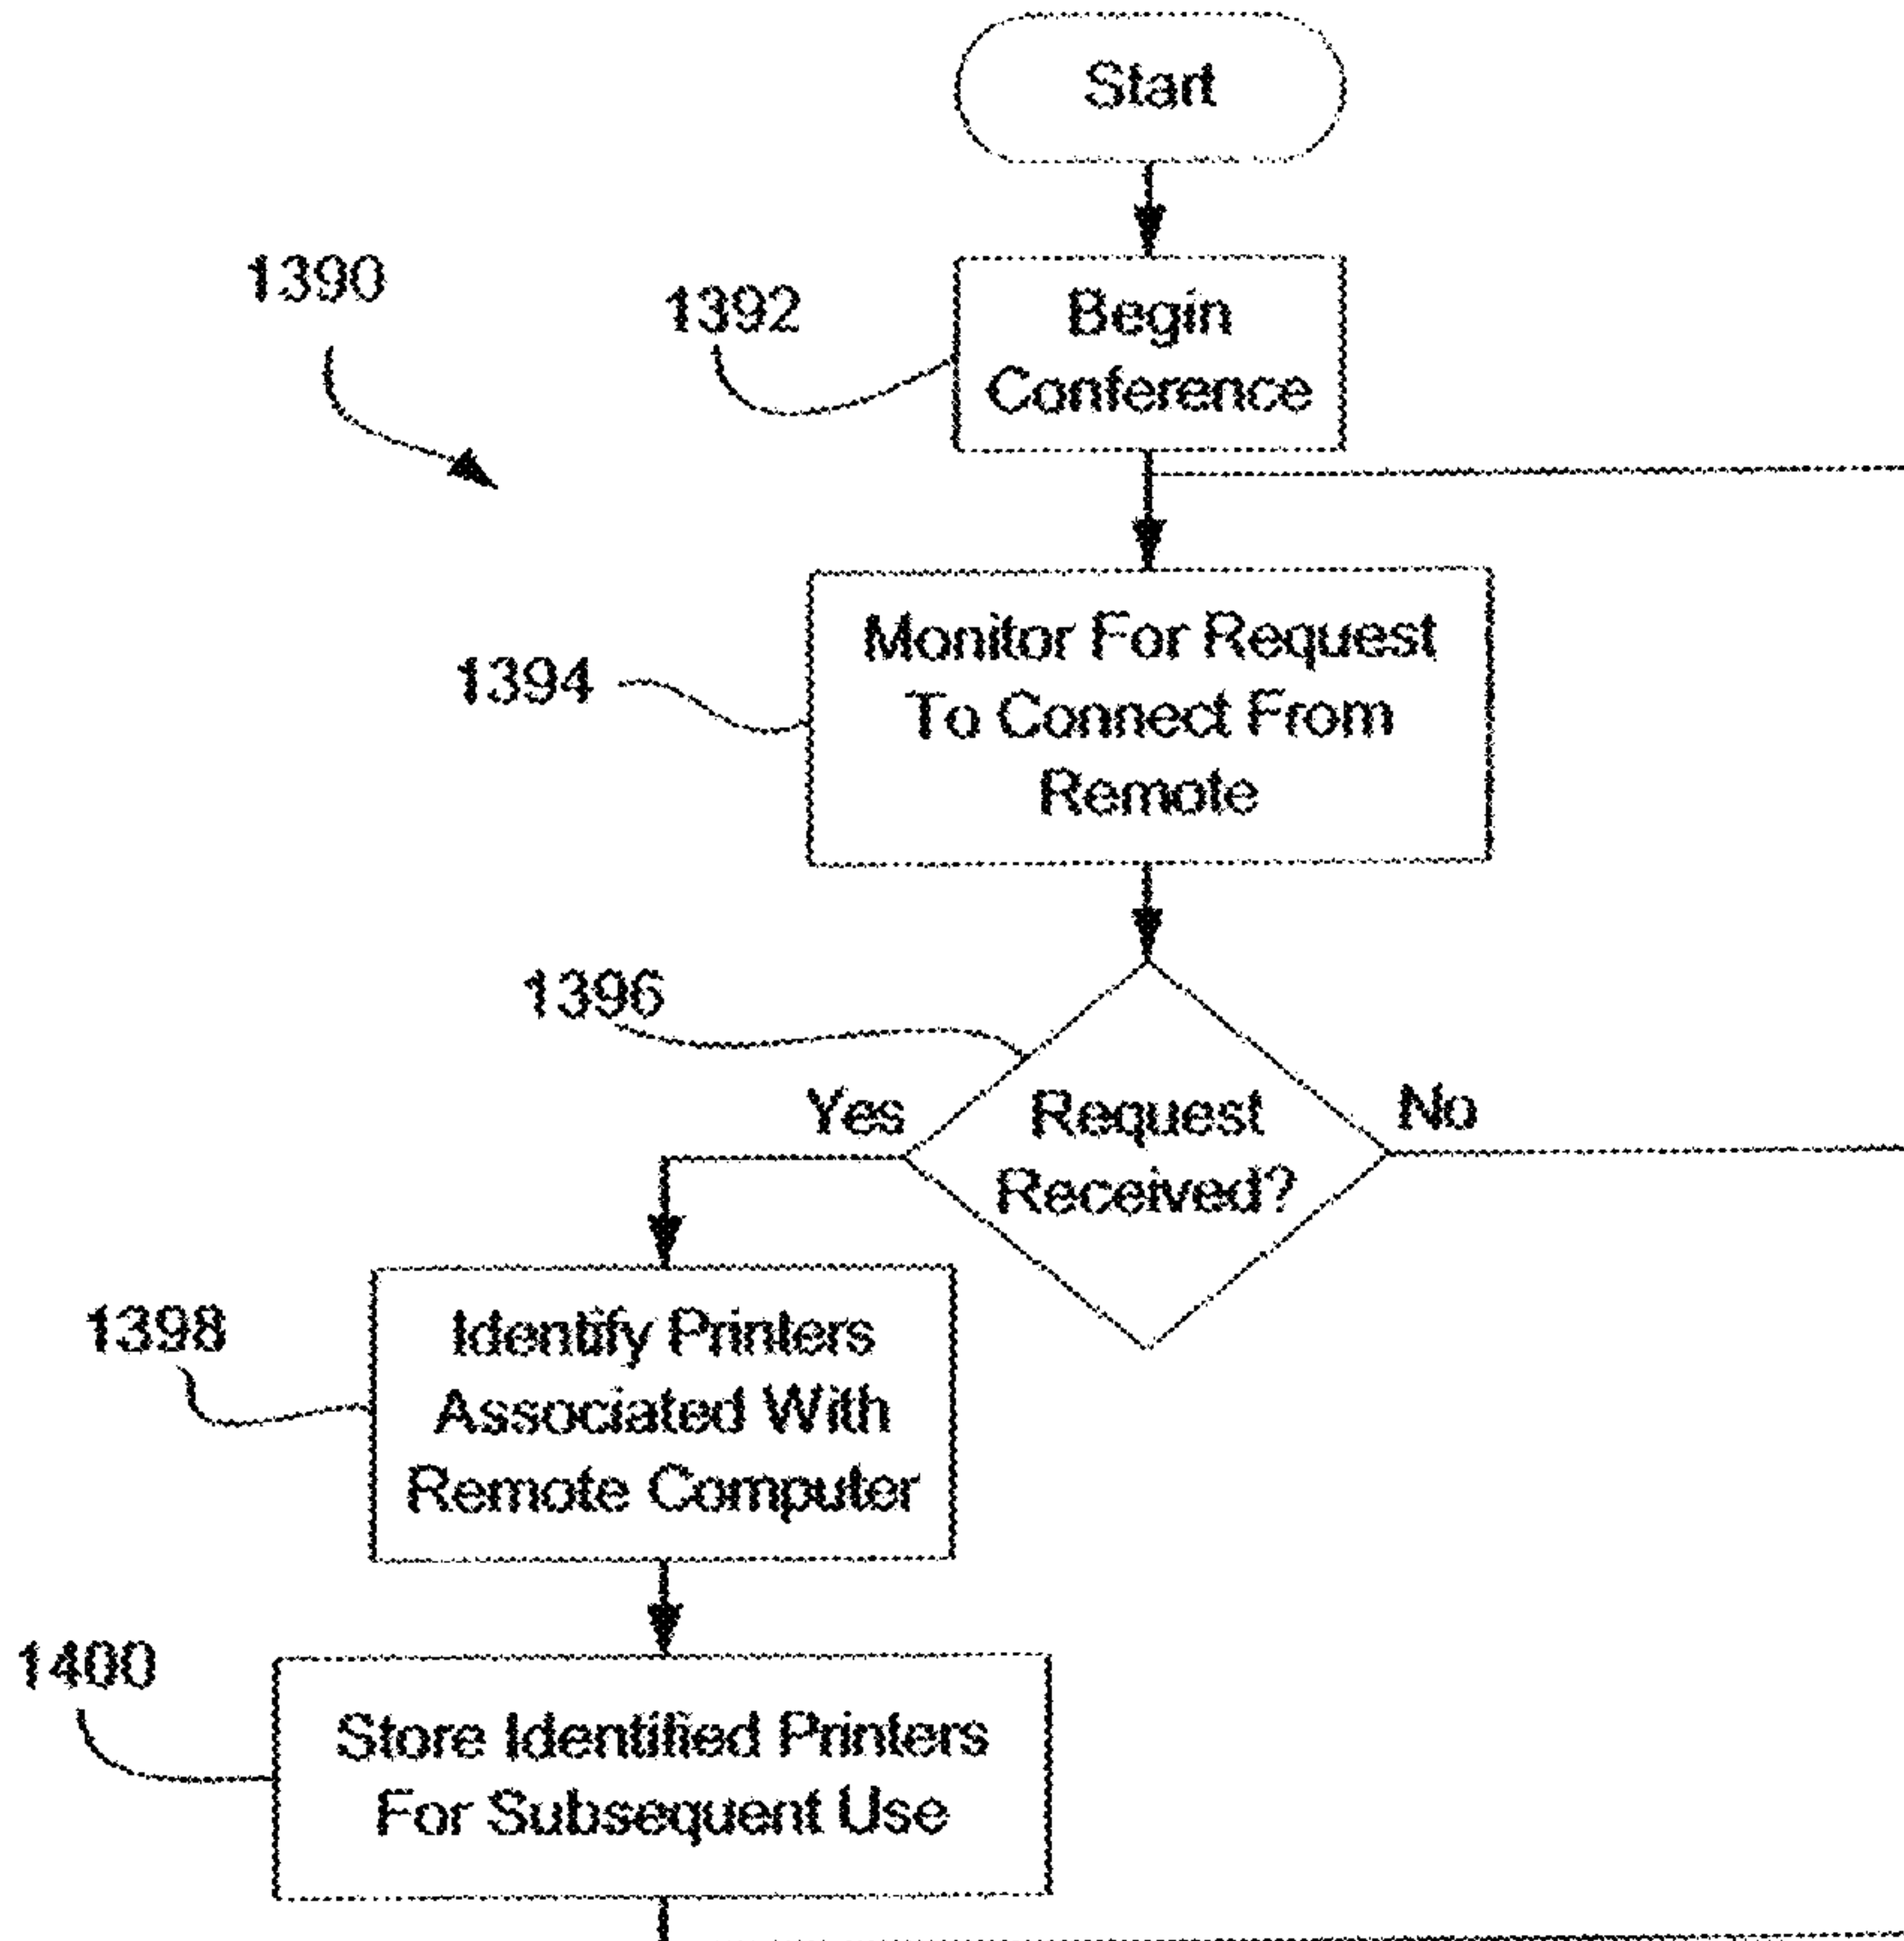 Start
1390
1392
Begin
Conference
1394
Monitor For Request
To Connect From
Remote
1396
Yes
Request
Received?
No
1398
Identify Printers
Associated With
Remote Computer
1400
Store Identified Printers
For Subsequent Use